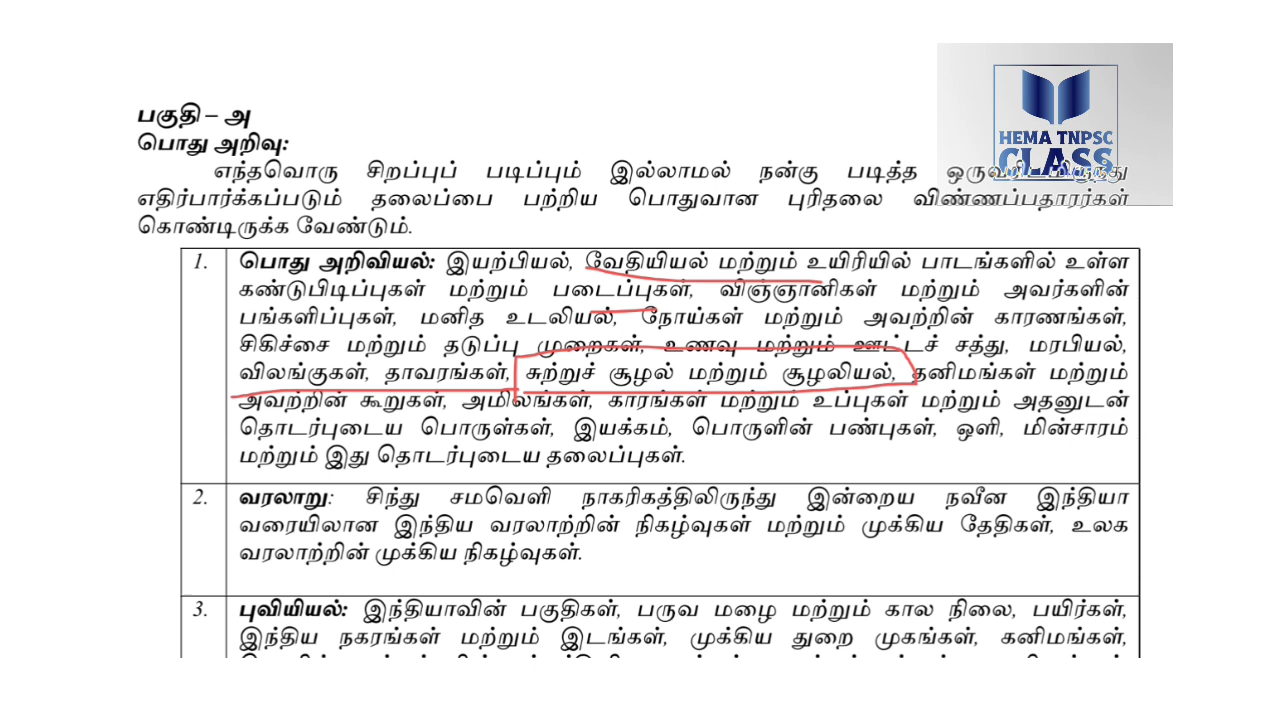 HEMA TNPSC
CLASS
பகுதி – அ
பொது அறிவு:
எந்தவொரு சிறப்புப் படிப்பும் இல்லாமல் நன்கு படித்த
எதிர்பார்க்கப்படும் தலைப்பை பற்றிய பொதுவான புரிதலை விண்ணப்பதாரர்கள்
கொண்டிருக்க வேண்டும்.
1. பொது அறிவியல்: இயற்பியல், வேதியியல் மற்றும் உயிரியில் பாடங்களில் உள்ள
கண்டுபிடிப்புகள் மற்றும் படைப்புகள், விஞ்ஞானிகள் மற்றும் அவர்களின்
பங்களிப்புகள், மனித உடலியல், நோய்கள் மற்றும் அவற்றின் காரணங்கள்,
சிகிச்சை மற்றும் தடுப்பு முறைகள், உணவு மற்றும் ஊட்டச் சத்து, மரபியல்,
விலங்குகள், தாவரங்கள், சுற்றுச் சூழல் மற்றும் சூழலியல், தனிமங்கள் மற்றும்
அவற்றின் கூறுகள், அமிலங்கள், காரங்கள் மற்றும் உப்புகள் மற்றும் அதனுடன்
தொடர்புடைய பொருள்கள், இயக்கம், பொருளின் பண்புகள், ஒளி, மின்சாரம்
மற்றும் இது தொடர்புடைய தலைப்புகள்.
2. வரலாறு: சிந்து சமவெளி நாகரிகத்திலிருந்து இன்றைய நவீன இந்தியா
வரையிலான இந்திய வரலாற்றின் நிகழ்வுகள் மற்றும் முக்கிய தேதிகள், உலக
வரலாற்றின் முக்கிய நிகழ்வுகள்.
3. புவியியல்: இந்தியாவின் பகுதிகள், பருவ மழை மற்றும் கால நிலை, பயிர்கள்,
இந்திய நகரங்கள் மற்றும் இடங்கள், முக்கிய துறை முகங்கள், கனிமங்கள்,